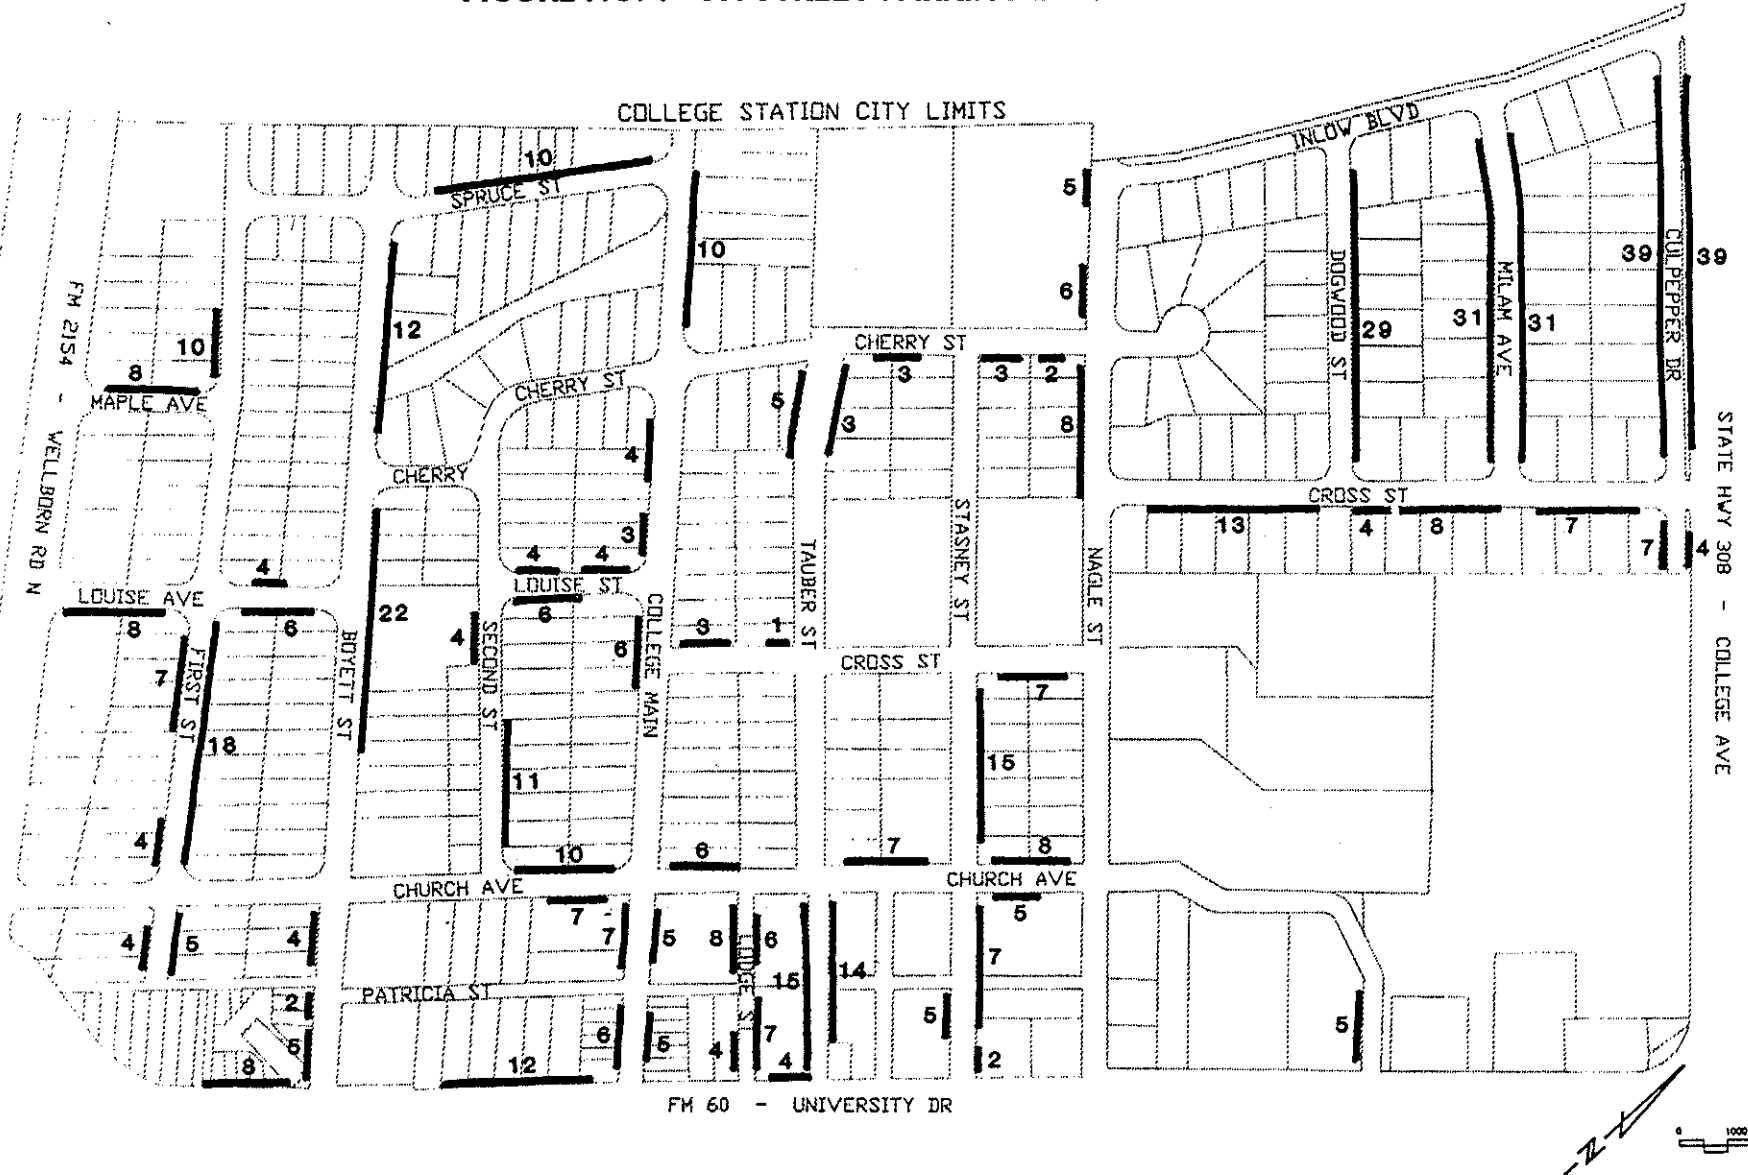 COLLEGE STATION CITY LIMITS
INLOW BLVD
10
SPRUCE ST
5
10
39
CULPEPPER DR
39
6
DOGWOOD ST
MILAM AVE
FM 2154 - WELLBORN RD N
12
29
31
31
10
CHERRY ST
8
3
3
2
MAPLE AVE
CHERRY ST
5
3
8
4
STATE HWY 308 - COLLEGE AVE
CHERRY
CROSS ST
13
4
8
7
3
7
4
4
4
4
TAUBER ST
STASNEY ST
NAGLE ST
LOUISE ST
LOUISE AVE
8
6
22
6
COLLEGE MAIN
4
SECOND ST
BOYETT ST
6
3
1
CROSS ST
7
FIRST ST
7
18
15
11
4
10
6
7
8
CHURCH AVE
CHURCH AVE
7
5
4
5
4
7
5
8
LODGE ST
6
15
14
7
PATRICIA ST
2
5
5
6
5
4
7
5
8
12
4
2
FM 60 - UNIVERSITY DR
N
0 1000